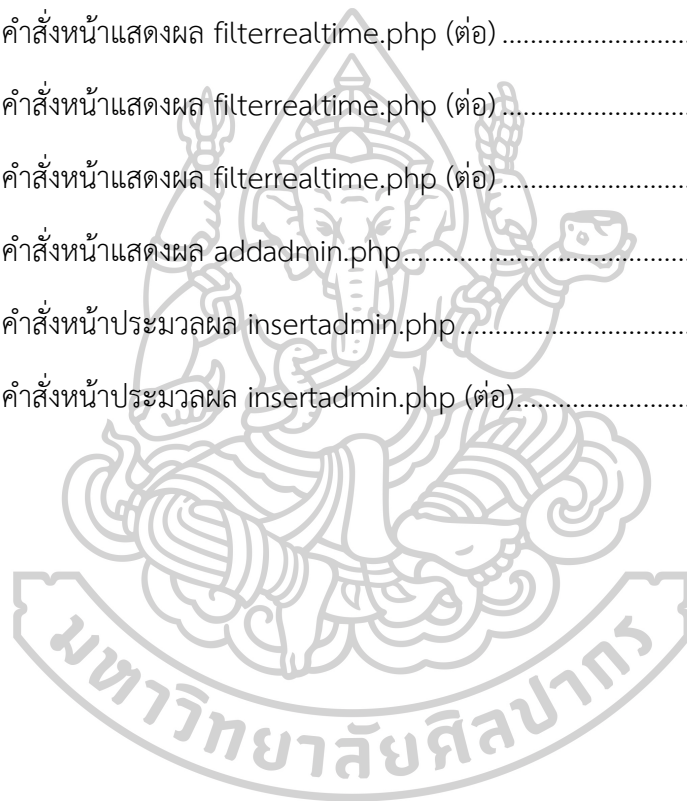 คำสั่งหน้าแสดงผล filterrealtime.php (ต่อ) ........................
คำสั่งหน้าแสดงผล filterrealtime.php (ต่อ) ........................
คำสั่งหน้าแสดงผล filterrealtime.php (ต่อ) ........................
คำสั่งหน้าแสดงผล addadmin.php.....................................
คำสั่งหน้าประมวลผล insertadmin.php..............................
คำสั่งหน้าประมวลผล insertadmin.php (ต่อ)......................
มหาวิทยาลัยศิลปากร